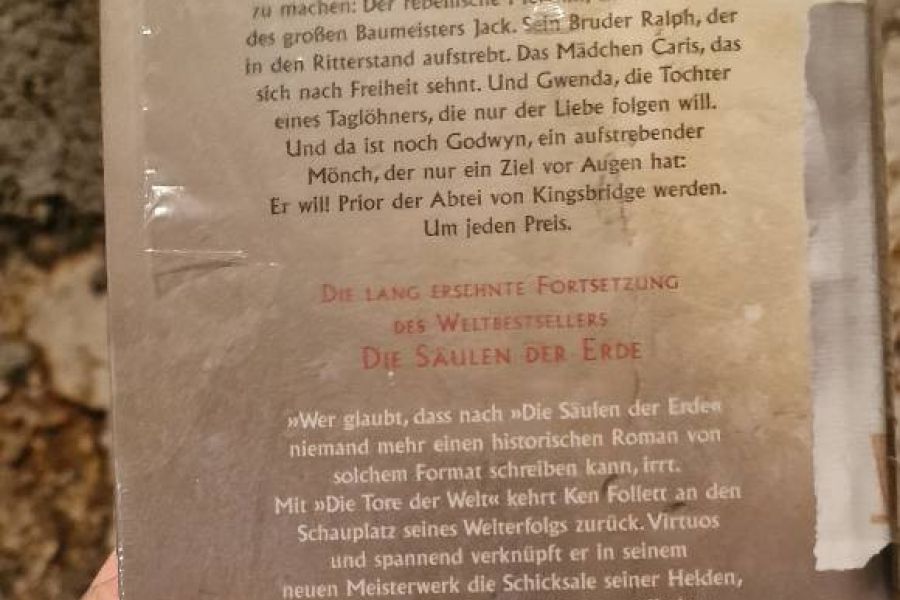 zu machen: Der
des großen Baumeisters Jack. Sein Bruder Ralph, der
in den Ritterstand aufstrebt. Das Mädchen Caris, das
sich nach Freiheit sehnt. Und Gwenda, die Tochter
eines Taglöhners, die nur der Liebe folgen will.
Und da ist noch Godwyn, ein aufstrebender
Mönch, der nur ein Ziel vor Augen hat:
Er will Prior der Abtei von Kingsbridge werden.
Um jeden Preis.
Die lang ersehnte Fortsetzung
des Weltbestsellers
Die Säulen der Erde
»Wer glaubt, dass nach »Die Säulen der Erde«
niemand mehr einen historischen Roman von
solchem Format schreiben kann, irrt.
Mit »Die Tore der Welt« kehrt Ken Follett an den
Schauplatz seines Welterfolgs zurück. Virtuos
und spannend verknüpft er in seinem
neuen Meisterwerk die Schicksale seiner Helden,